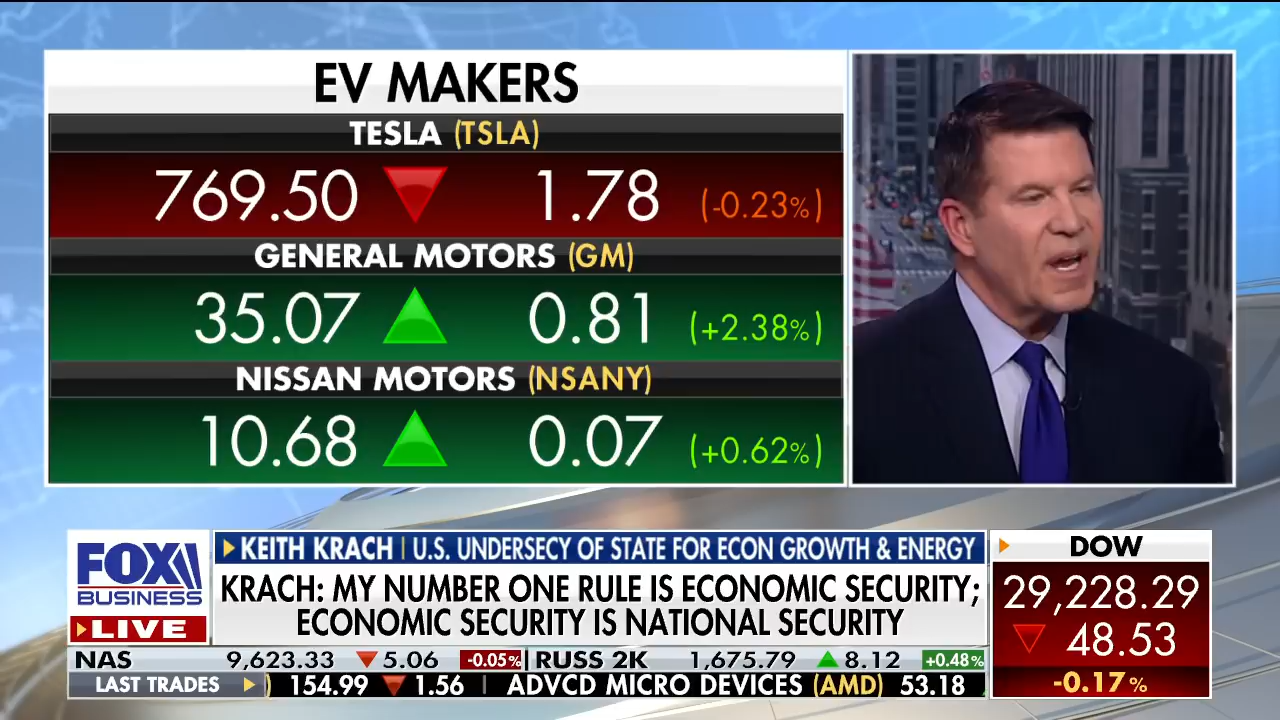 EV MAKERS
TESLA (TSLA)
769.50 1.78 (-0.23%)
GENERAL MOTORS (GM)
35.07 0.81 (+2.38%)
NISSAN MOTORS (NSANY)
10.68 0.07 (+0.62%)
FOX
BUSINESS
LIVE
KEITH KRACH | U.S. UNDERSECY OF STATE FOR ECON GROWTH & ENERGY
KRACH: MY NUMBER ONE RULE IS ECONOMIC SECURITY;
ECONOMIC SECURITY IS NATIONAL SECURITY
DOW
29,228.29
48.53
-0.17%
NAS 9,623.33 5.06 -0.05% RUSS 2K 1,675.79 8.12 +0.48%
LAST TRADES ) 154.99 1.56 | ADVCD MICRO DEVICES (AMD) 53.18